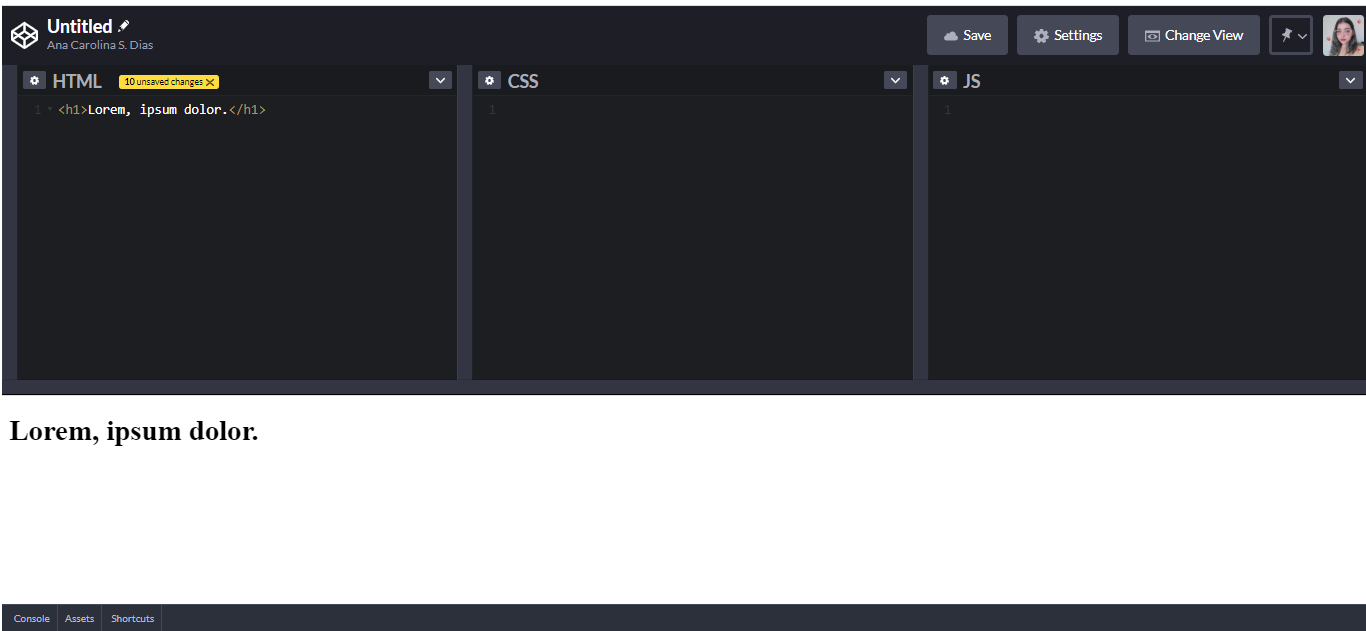 Untitled
Ana Carolina S. Dias
Save
Settings
Change View
HTML
10 unsaved changes
CSS
JS
1 <h1>Lorem, ipsum dolor.</h1>
1
1
Lorem, ipsum dolor.
Console
Assets
Shortcuts